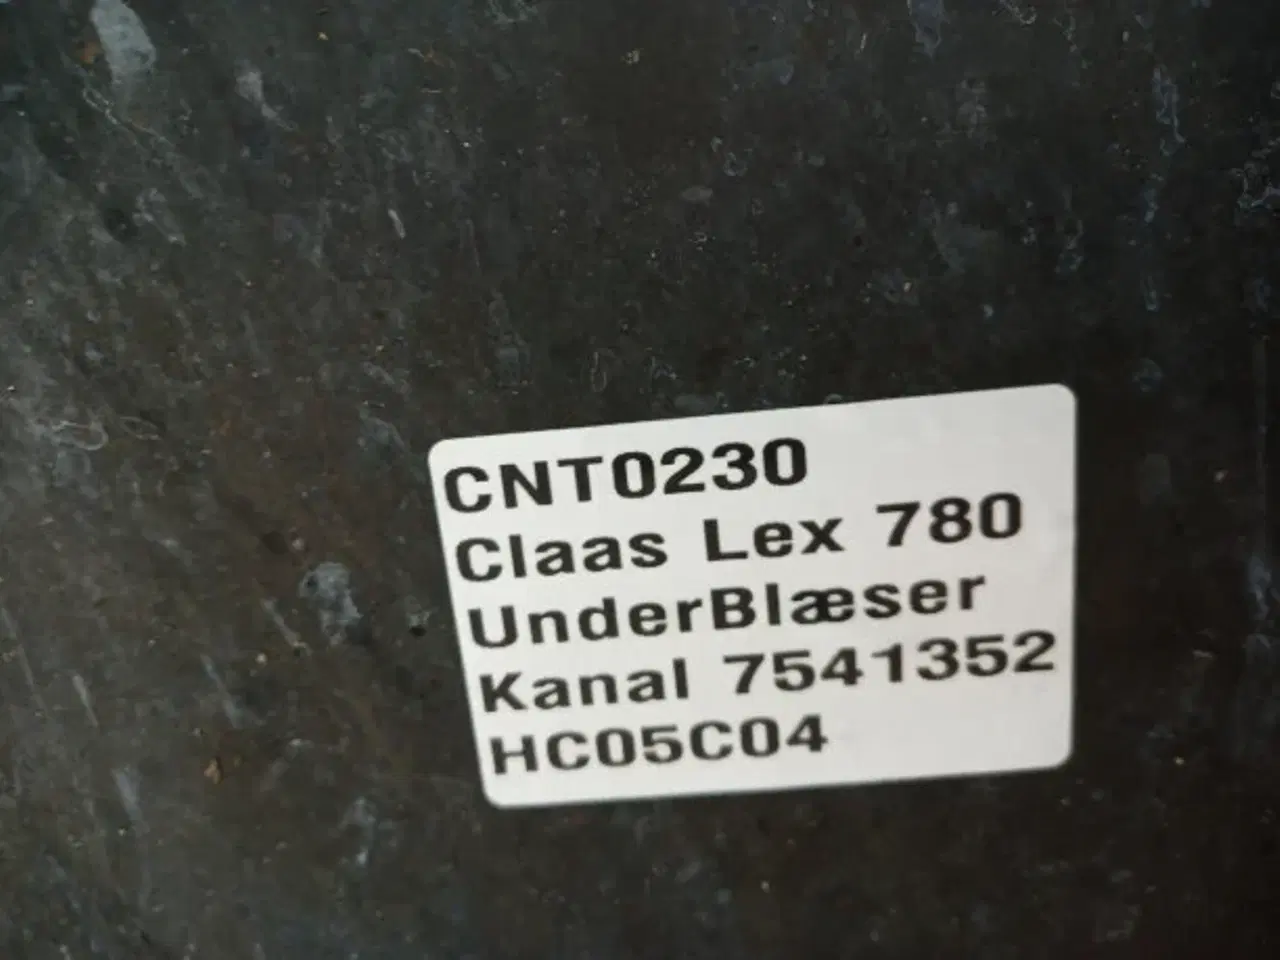 CNT0230
Claas Lex 780
UnderBlæser
Kanal 7541352
HC05C04